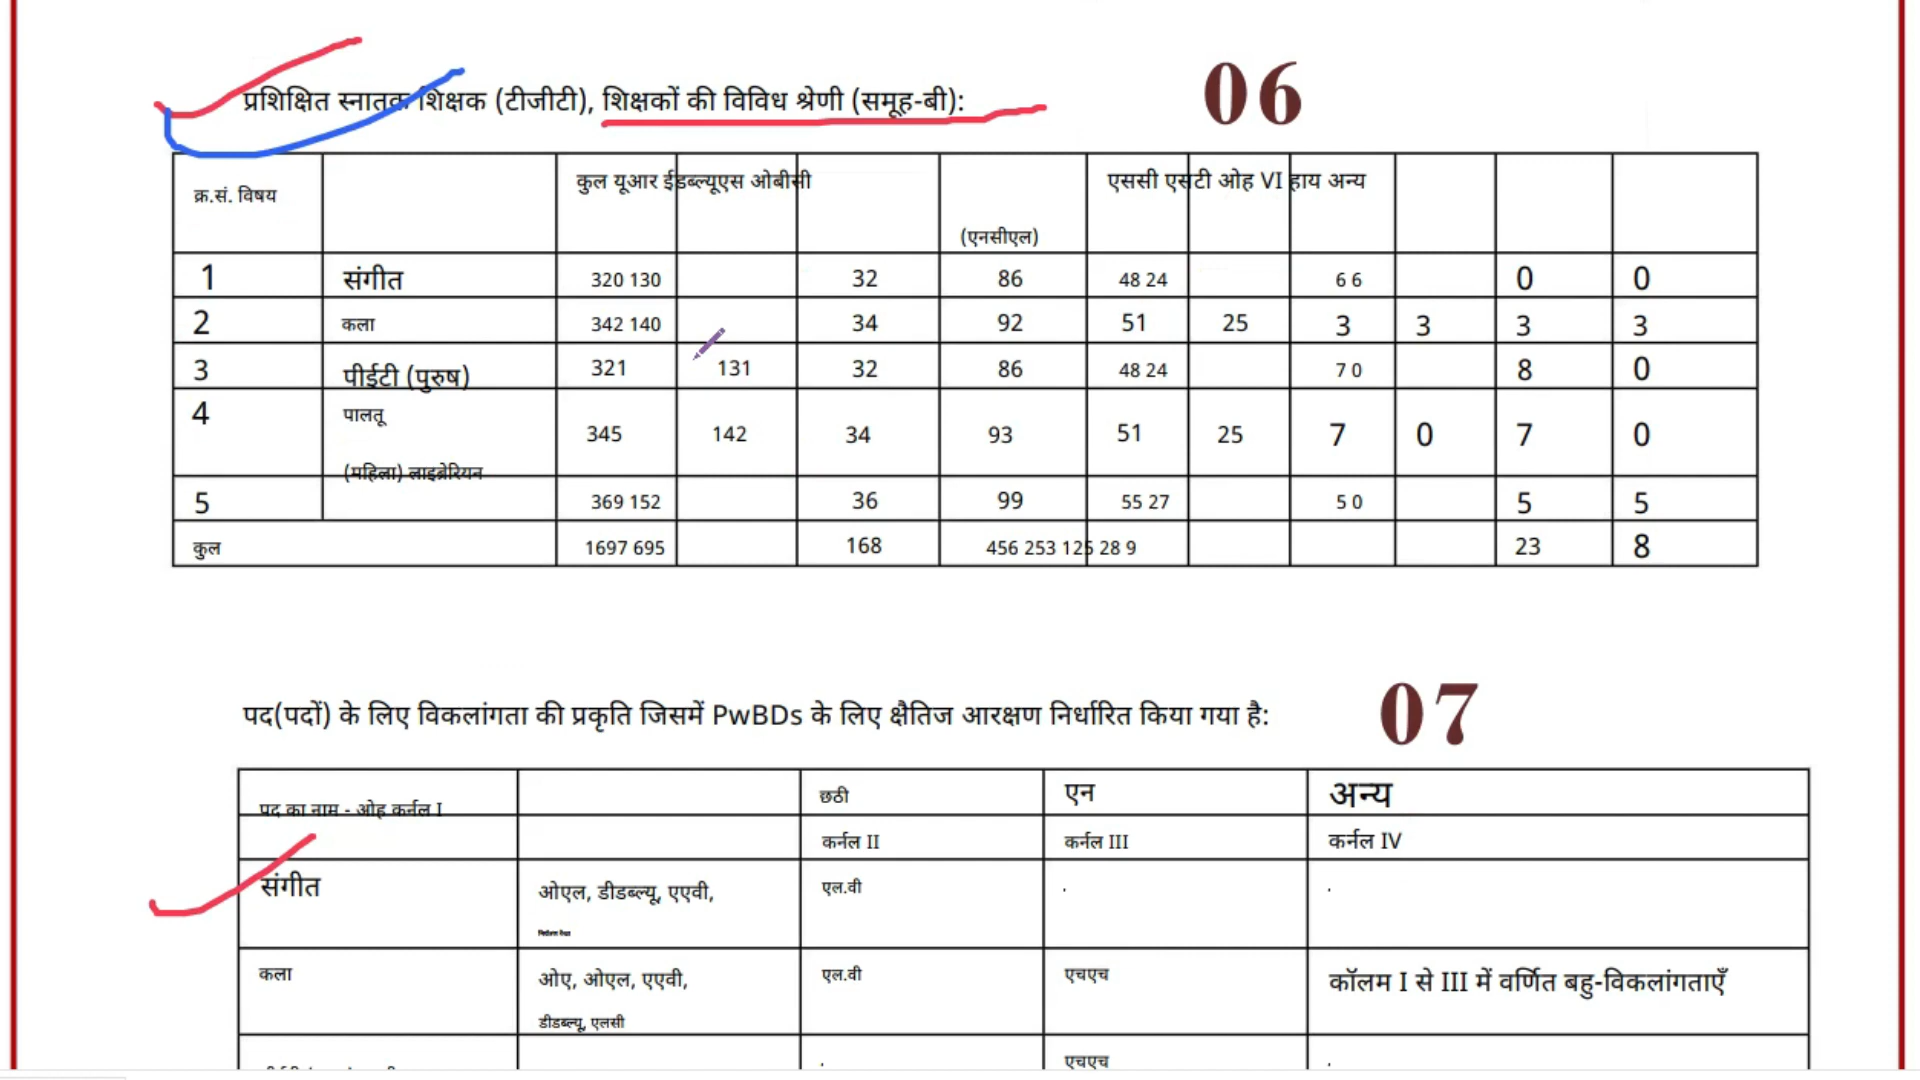 प्रशिक्षित स्नातक शिक्षक (टीजीटी), शिक्षकों की विविध श्रेणी (समूह-बी): 06
क्र.सं. विषय कुल यूआर ईडब्ल्यूएस ओबीसी (एनसीएल) एससी एसटी ओह VI हाय अन्य
1 संगीत 320 130 32 86 48 24 6 6 0 0
2 कला 342 140 34 92 51 25 3 3 3 3
3 पीईटी (पुरुष) 321 131 32 86 48 24 7 0 8 0
4 पालतू 345 142 34 93 51 25 7 0 7 0
(महिला) लाइब्रेरियन
5 369 152 36 99 55 27 5 0 5 5
कुल 1697 695 168 456 253 125 28 9 23 8
पद(पदों) के लिए विकलांगता की प्रकृति जिसमें PwBDs के लिए क्षैतिज आरक्षण निर्धारित किया गया है: 07
पद का नाम - ओह कर्नल I छठी एन अन्य
कर्नल II कर्नल III कर्नल IV
संगीत ओएल, डीडब्ल्यू, एएवी, एल.वी . .
कला ओए, ओएल, एएवी, एल.वी एचएच कॉलम I से III में वर्णित बहु-विकलांगताएँ
डीडब्ल्यू, एलसी
. एचएच .